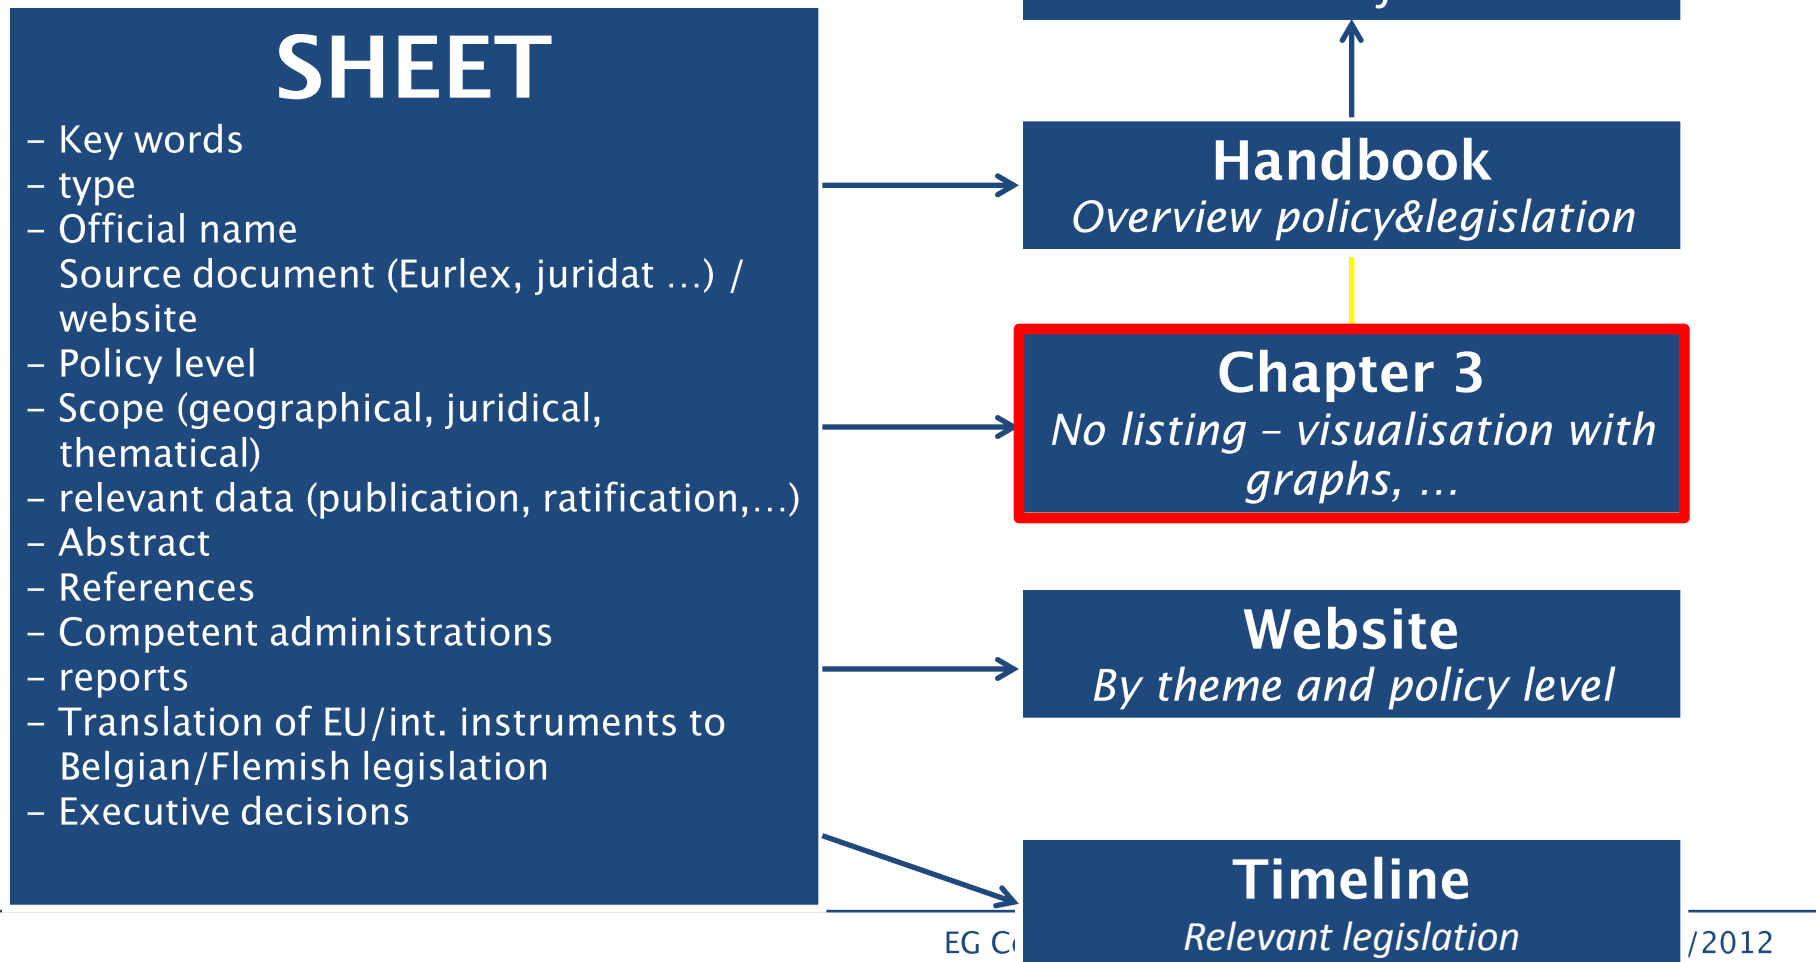 SHEET
– Key words
– type
– Official name
Source document (Eurlex, juridat …) /
website
– Policy level
– Scope (geographical, juridical,
thematical)
– relevant data (publication, ratification,…)
– Abstract
– References
– Competent administrations
– reports
– Translation of EU/int. instruments to
Belgian/Flemish legislation
– Executive decisions
Handbook
Overview policy&legislation
Chapter 3
No listing – visualisation with
graphs, …
Website
By theme and policy level
Timeline
Relevant legislation
EG
/2012